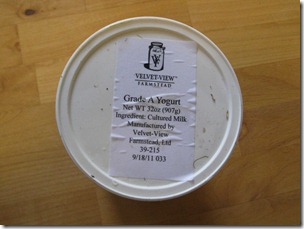 VELVET-VIEW™
FARMSTEAD
Grade A Yogurt
Net WT 32oz (907g)
Ingredient: Cultured Milk
Manufactured by
Velvet-View
Farmstead, Ltd
39-215
9/18/11 033